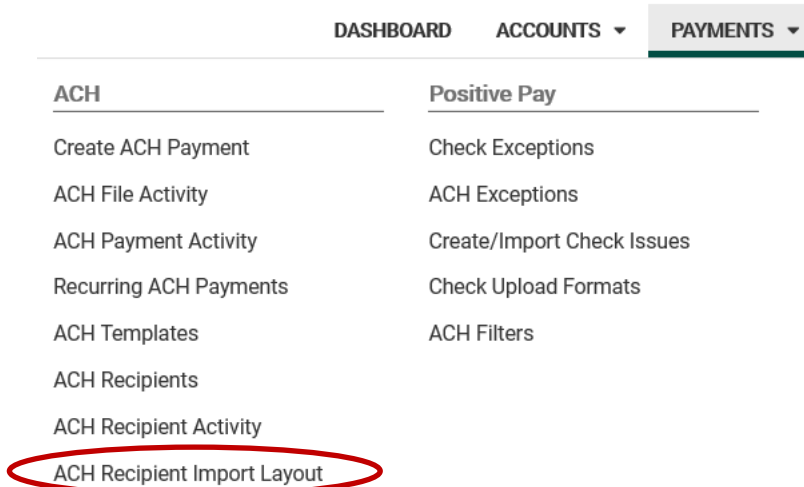 DASHBOARD ACCOUNTS PAYMENTS
ACH
Create ACH Payment
ACH File Activity
ACH Payment Activity
Recurring ACH Payments
ACH Templates
ACH Recipients
ACH Recipient Activity
ACH Recipient Import Layout
Positive Pay
Check Exceptions
ACH Exceptions
Create/Import Check Issues
Check Upload Formats
ACH Filters